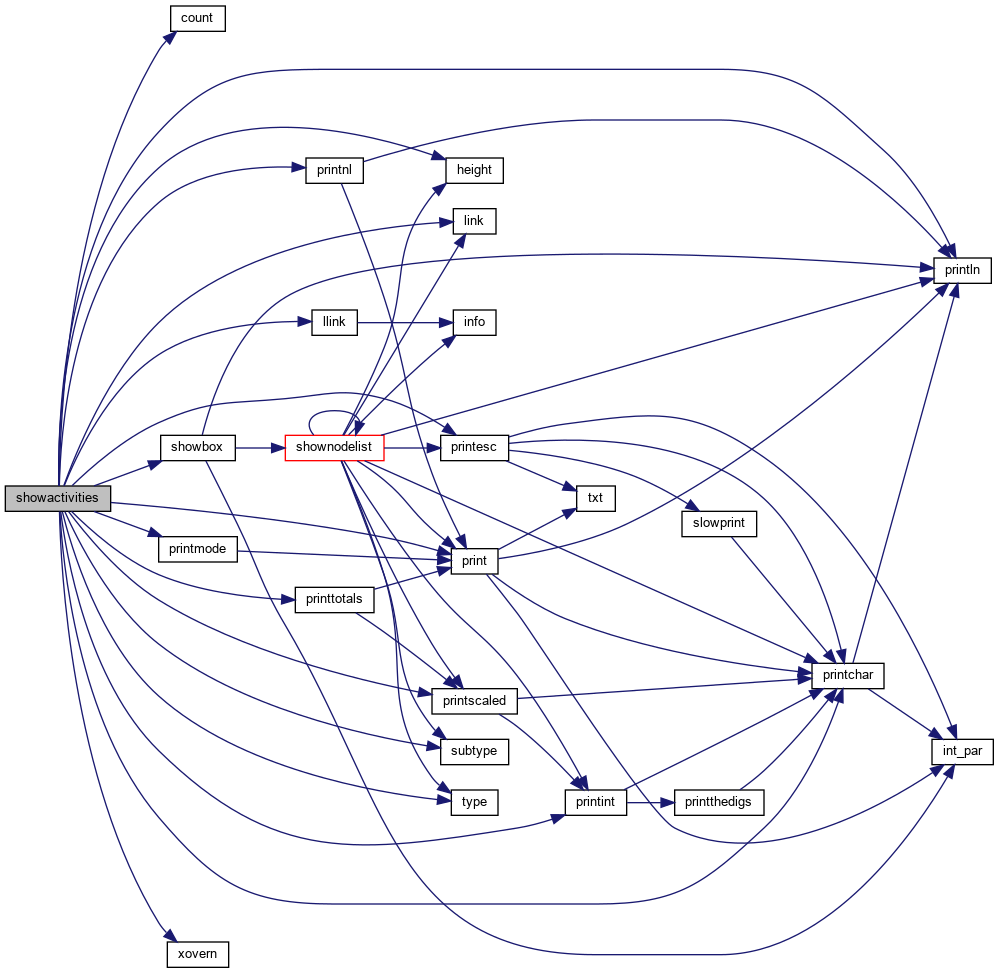 count
printnl
height
link
println
llink
info
showbox
shownodelist
printesc
showactivities
txt
slowprint
printmode
print
printtotals
printchar
printscaled
subtype
int_par
type
printint
printthedigs
xovern